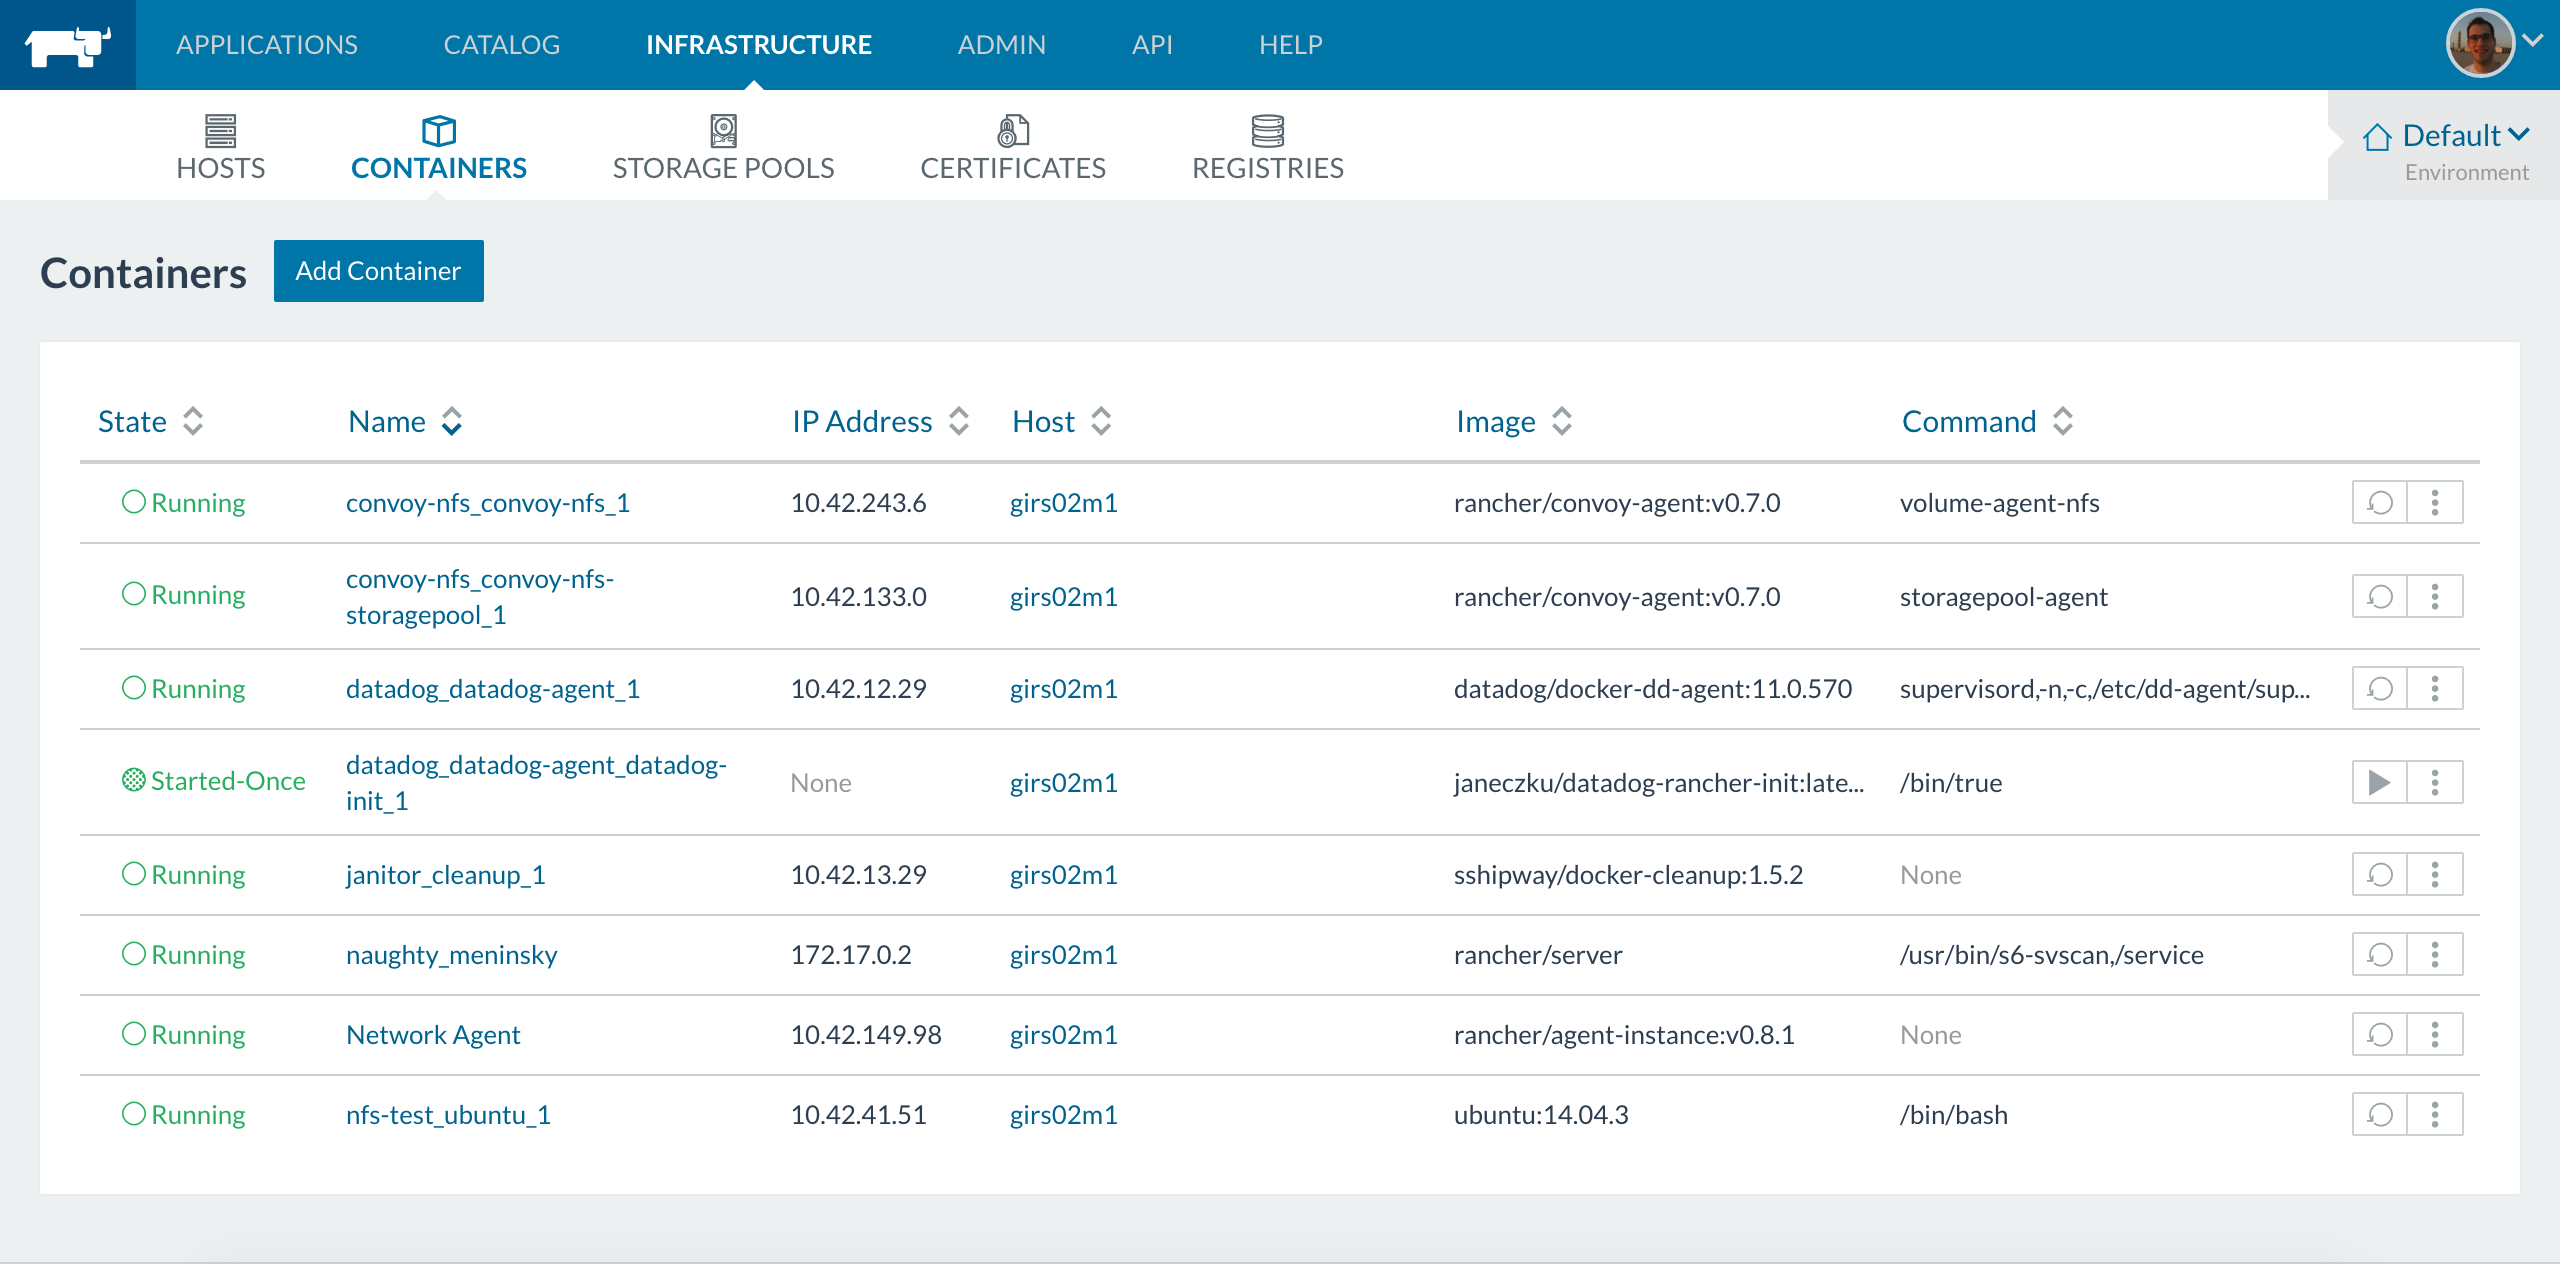 APPLICATIONS CATALOG INFRASTRUCTURE ADMIN API HELP
HOSTS CONTAINERS STORAGE POOLS CERTIFICATES REGISTRIES
Default
Environment
Containers Add Container
State Name IP Address Host Image Command
Running convoy-nfs_convoy-nfs_1 10.42.243.6 girs02m1 rancher/convoy-agent:v0.7.0 volume-agent-nfs
Running convoy-nfs_convoy-nfs-
storagepool_1 10.42.133.0 girs02m1 rancher/convoy-agent:v0.7.0 storagepool-agent
Running datadog_datadog-agent_1 10.42.12.29 girs02m1 datadog/docker-dd-agent:11.0.570 supervisord,-n,-c,/etc/dd-agent/sup...
Started-Once datadog_datadog-agent_datadog-
init_1 None girs02m1 janeczku/datadog-rancher-init:late... /bin/true
Running janitor_cleanup_1 10.42.13.29 girs02m1 sshipway/docker-cleanup:1.5.2 None
Running naughty_meninsky 172.17.0.2 girs02m1 rancher/server /usr/bin/s6-svscan,/service
Running Network Agent 10.42.149.98 girs02m1 rancher/agent-instance:v0.8.1 None
Running nfs-test_ubuntu_1 10.42.41.51 girs02m1 ubuntu:14.04.3 /bin/bash